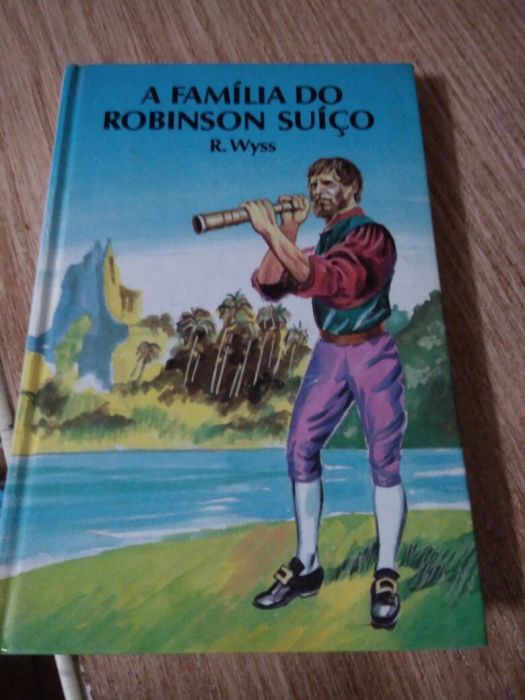 A FAMÍLIA DO
ROBINSON SUÍÇO
R. Wyss